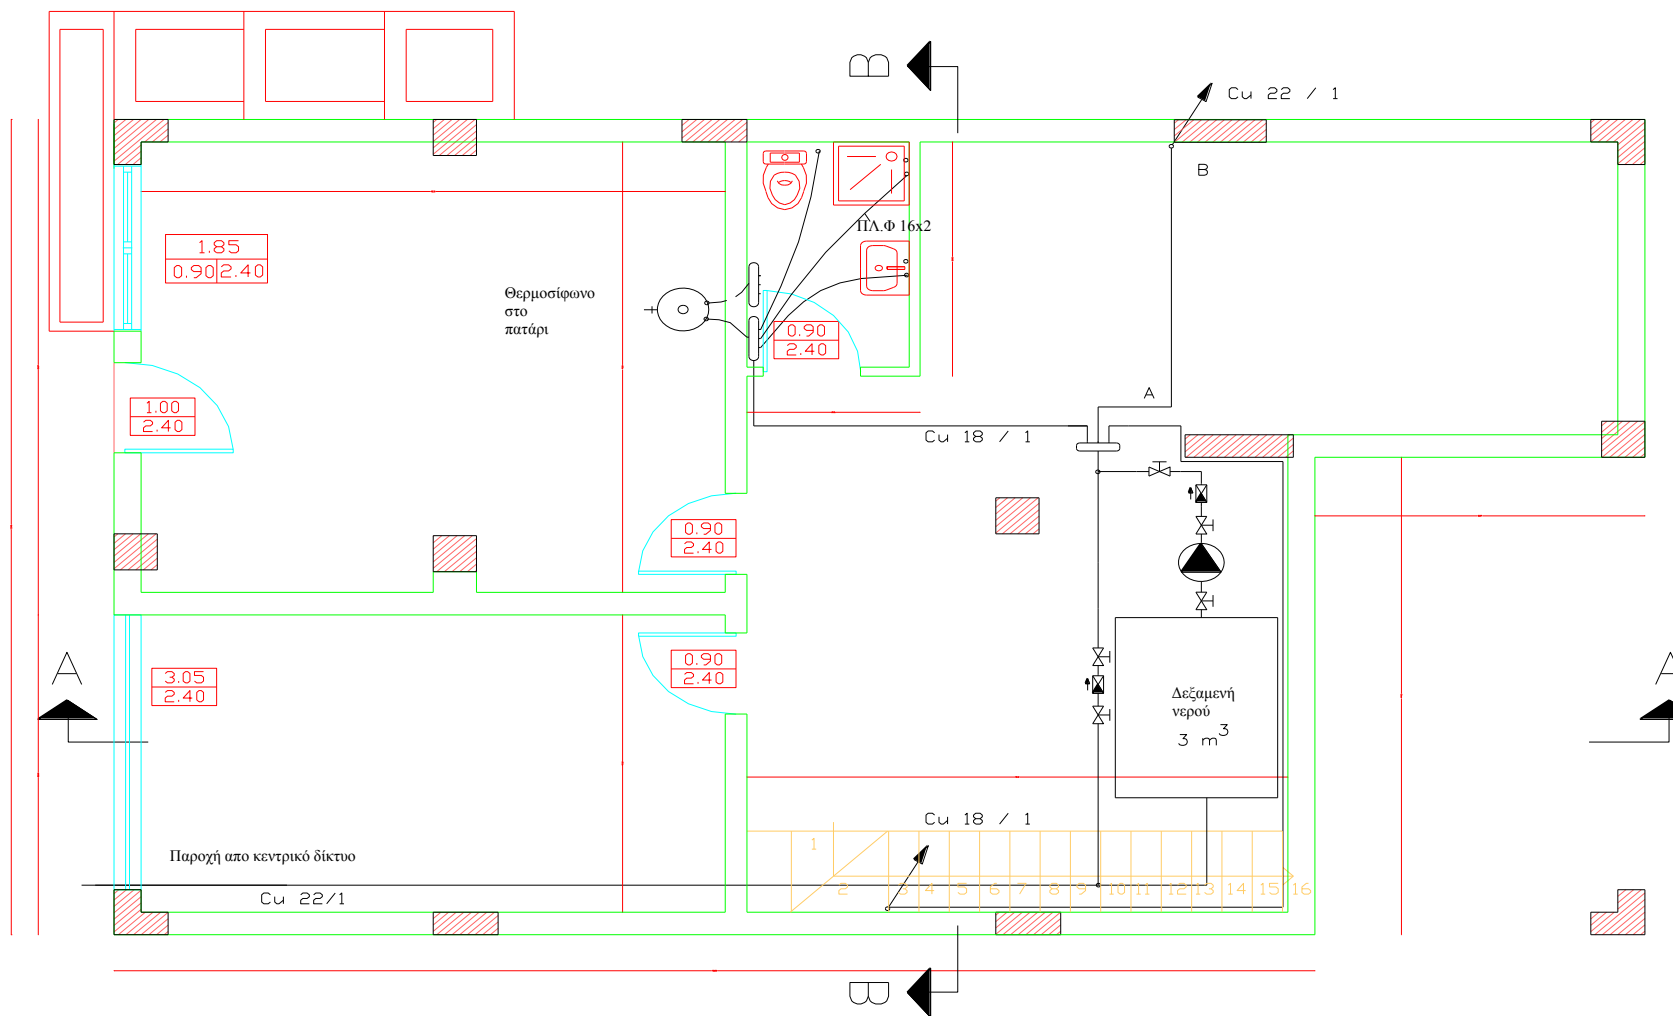 B
Cu 22 / 1
B
ΠΛ.Φ 16x2
1.85
0.90 2.40
Θερμοσίφωνο
στο
πατάρι
0.90
2.40
A
1.00
2.40
Cu 18 / 1
0.90
2.40
A
3.05
2.40
0.90
2.40
Δεξαμενή
νερού
3 m³
A
Cu 18 / 1
1
Παροχή απο κεντρικό δίκτυο
2 3 4 5 6 7 8 9 10 11 12 13 14 15 16
Cu 22/1
B